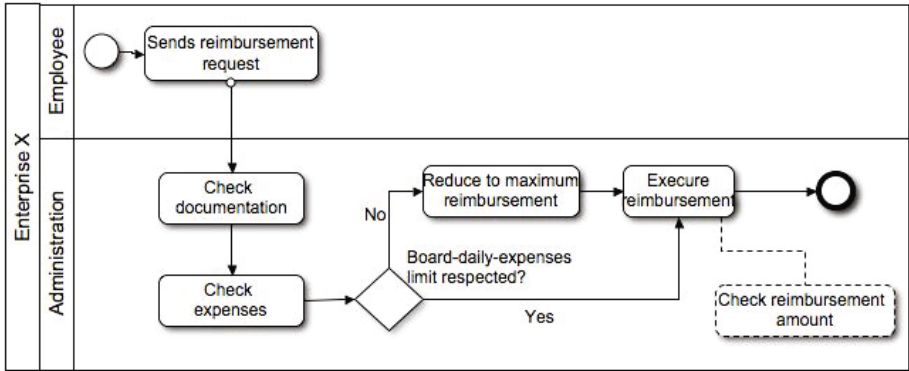 Enterprise X
Employee
Sends reimbursement
request
Administration
Check
documentation
Check
expenses
No
Board-daily-expenses
limit respected?
Yes
Reduce to maximum
reimbursement
Execure
reimbursement
Check reimbursement
amount